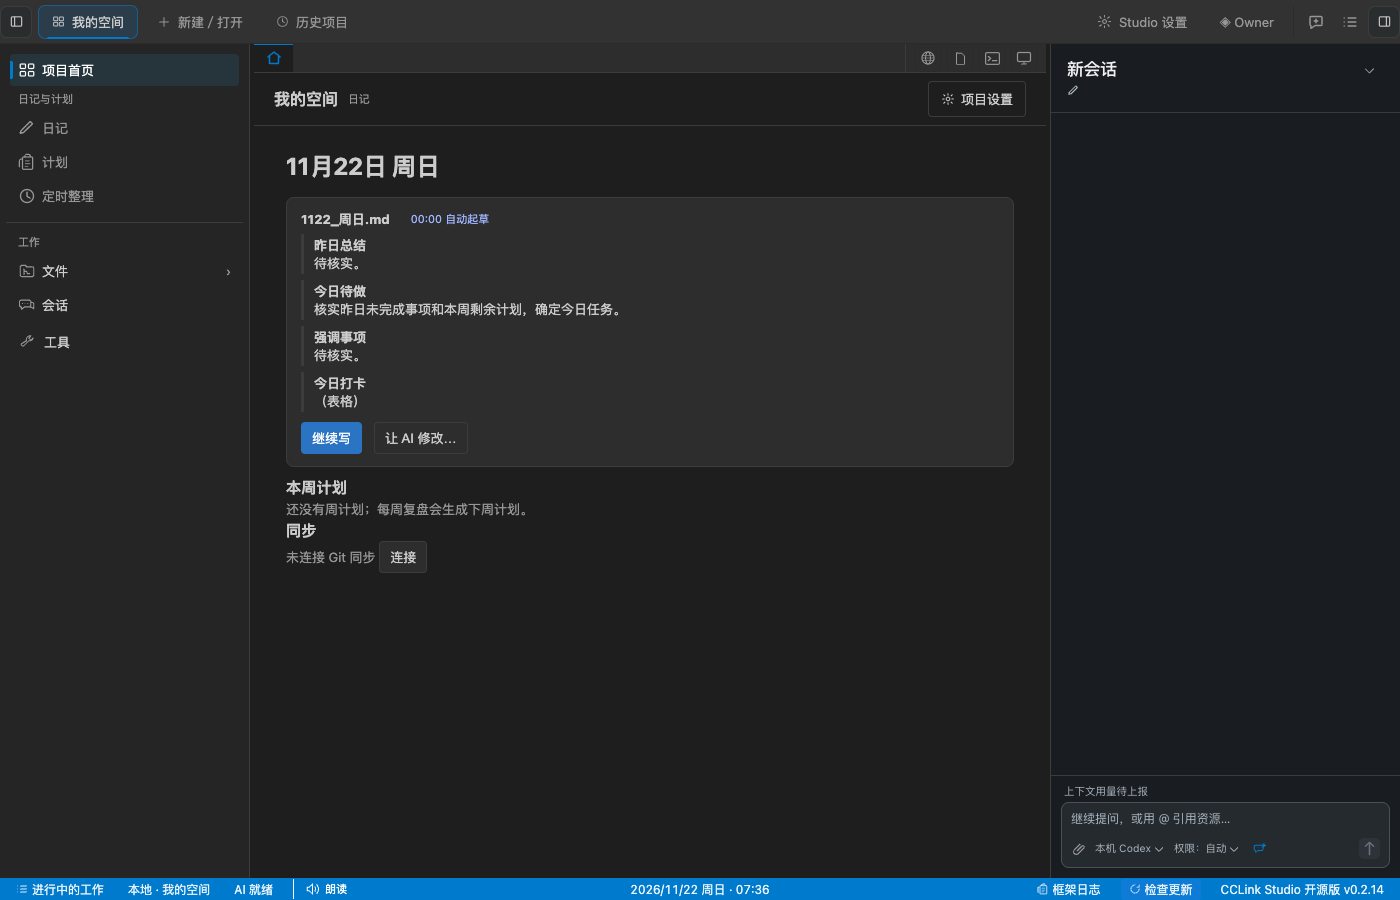 我的空间
新建 / 打开
历史项目
Studio 设置
Owner
项目首页
日记与计划
日记
计划
定时整理
工作
文件
会话
工具
我的空间 日记
项目设置
11月22日 周日
1122_周日.md 00:00 自动起草
昨日总结
待核实。
今日待做
核实昨日未完成事项和本周剩余计划，确定今日任务。
强调事项
待核实。
今日打卡
（表格）
继续写
让 AI 修改...
本周计划
还没有周计划；每周复盘会生成下周计划。
同步
未连接 Git 同步 连接
新会话
上下文用量待上报
继续提问，或用 @ 引用资源...
本机 Codex 权限：自动
进行中的工作
本地 · 我的空间
AI 就绪
朗读
2026/11/22 周日 · 07:36
框架日志
检查更新
CCLink Studio 开源版 v0.2.14